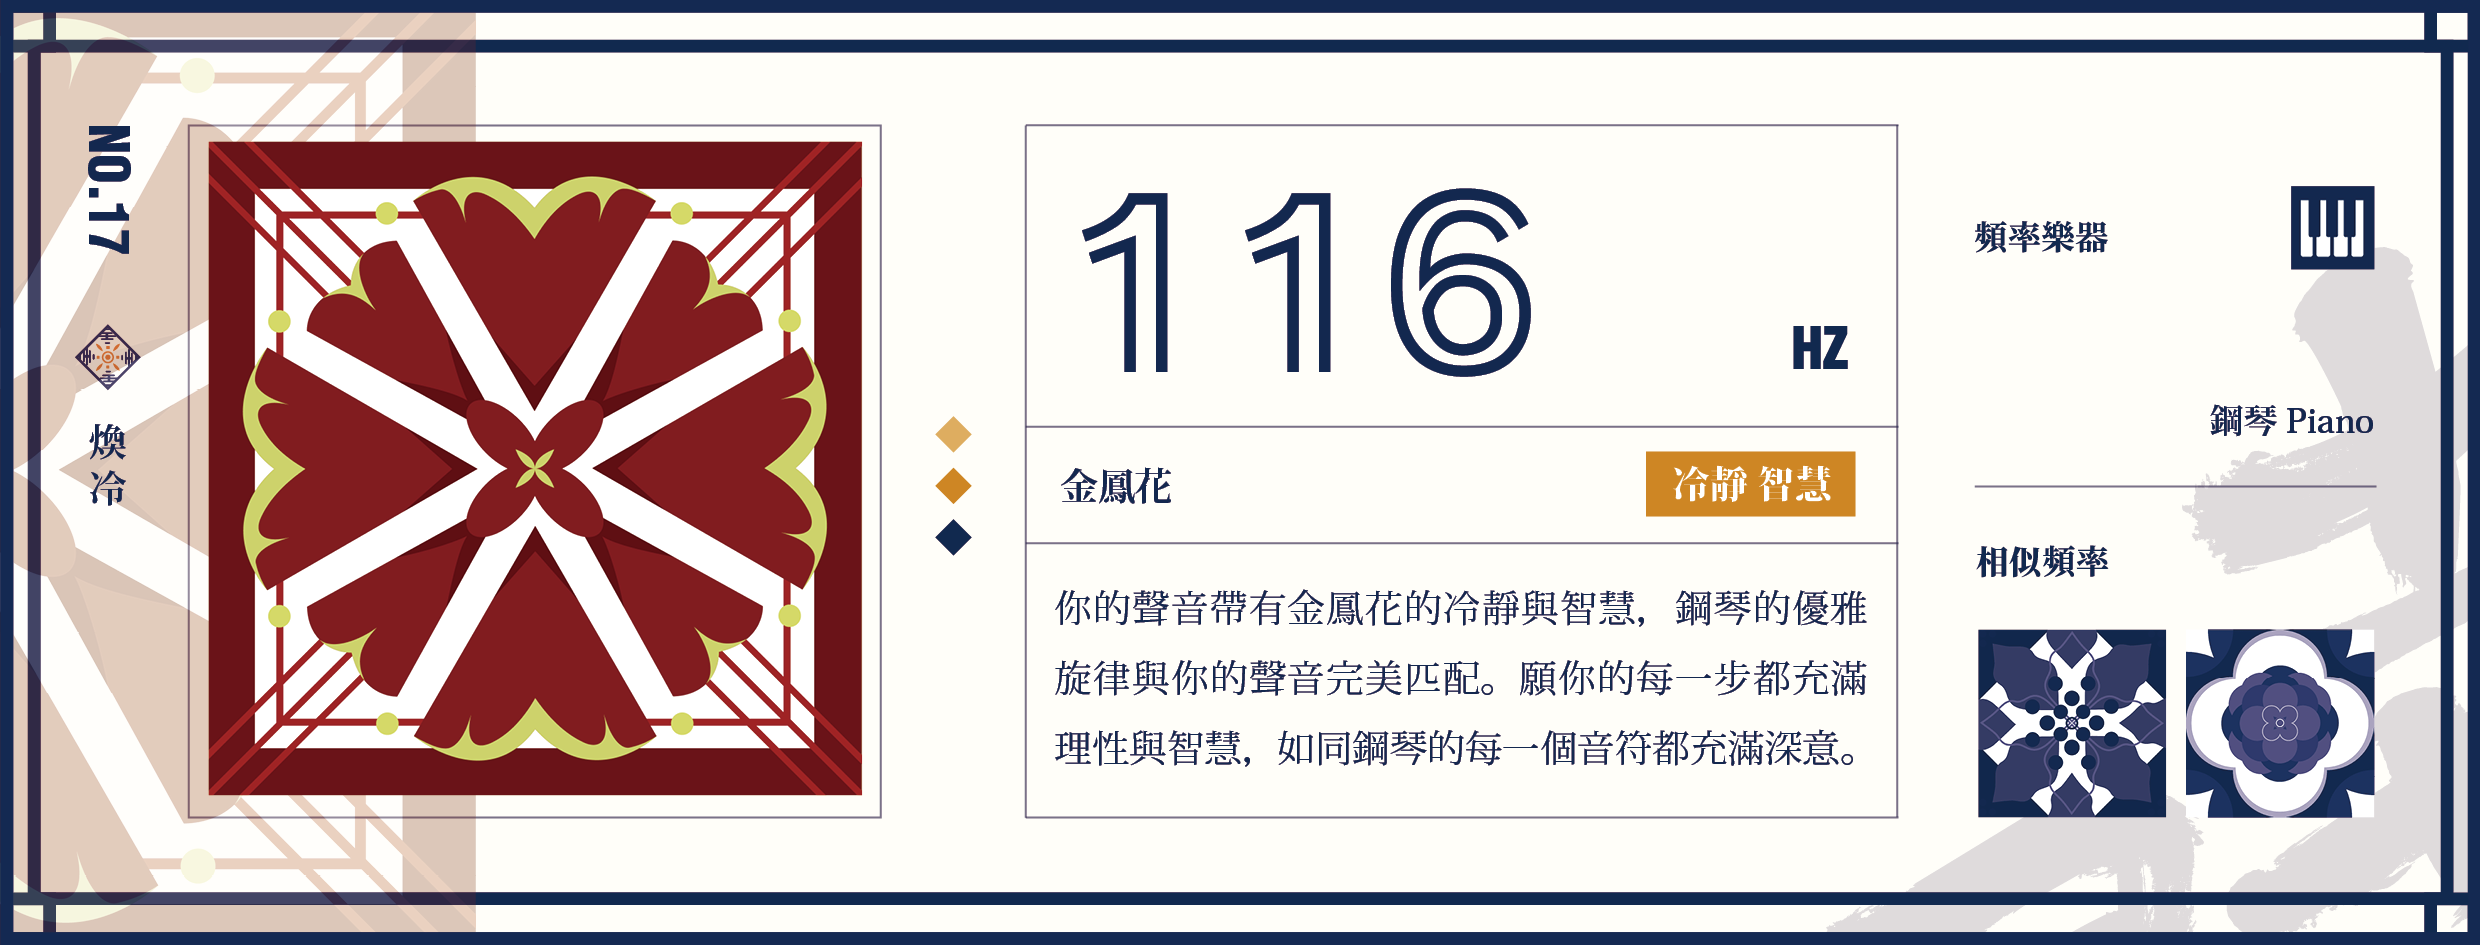 NO.17
煥冷
116
HZ
金鳳花
冷靜 智慧
你的聲音帶有金鳳花的冷靜與智慧，鋼琴的優雅
旋律與你的聲音完美匹配。願你的每一步都充滿
理性與智慧，如同鋼琴的每一個音符都充滿深意。
頻率樂器
鋼琴 Piano
相似頻率